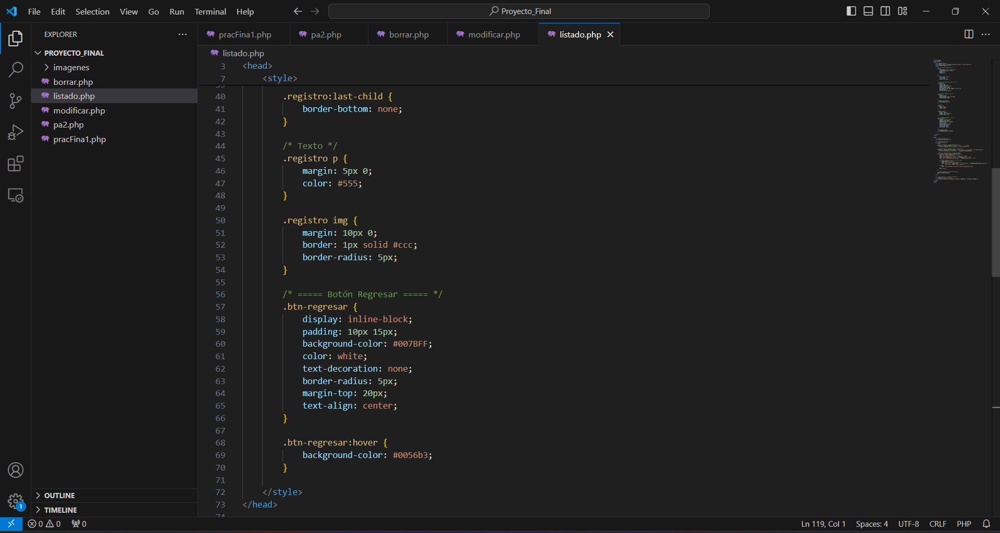 File Edit Selection View Go Run Terminal Help
Proyecto_Final
EXPLORER
PROYECTO_FINAL
imagenes
borrar.php
listado.php
modificar.php
pa2.php
pracFina1.php
OUTLINE
TIMELINE
pracFina1.php pa2.php borrar.php modificar.php listado.php
listado.php
3 <head>
7 <style>
40 .registro:last-child {
41 border-bottom: none;
42 }
43
44 /* Texto */
45 .registro p {
46 margin: 5px 0;
47 color: #555;
48 }
49
50 .registro img {
51 margin: 10px 0;
52 border: 1px solid #ccc;
53 border-radius: 5px;
54 }
55
56 /* ===== Botón Regresar ===== */
57 .btn-regresar {
58 display: inline-block;
59 padding: 10px 15px;
60 background-color: #007BFF;
61 color: white;
62 text-decoration: none;
63 border-radius: 5px;
64 margin-top: 20px;
65 text-align: center;
66 }
67
68 .btn-regresar:hover {
69 background-color: #0056b3;
70 }
71
72 </style>
73 </head>
74
1
0 0 0 Ln 119, Col 1 Spaces: 4 UTF-8 CRLF PHP